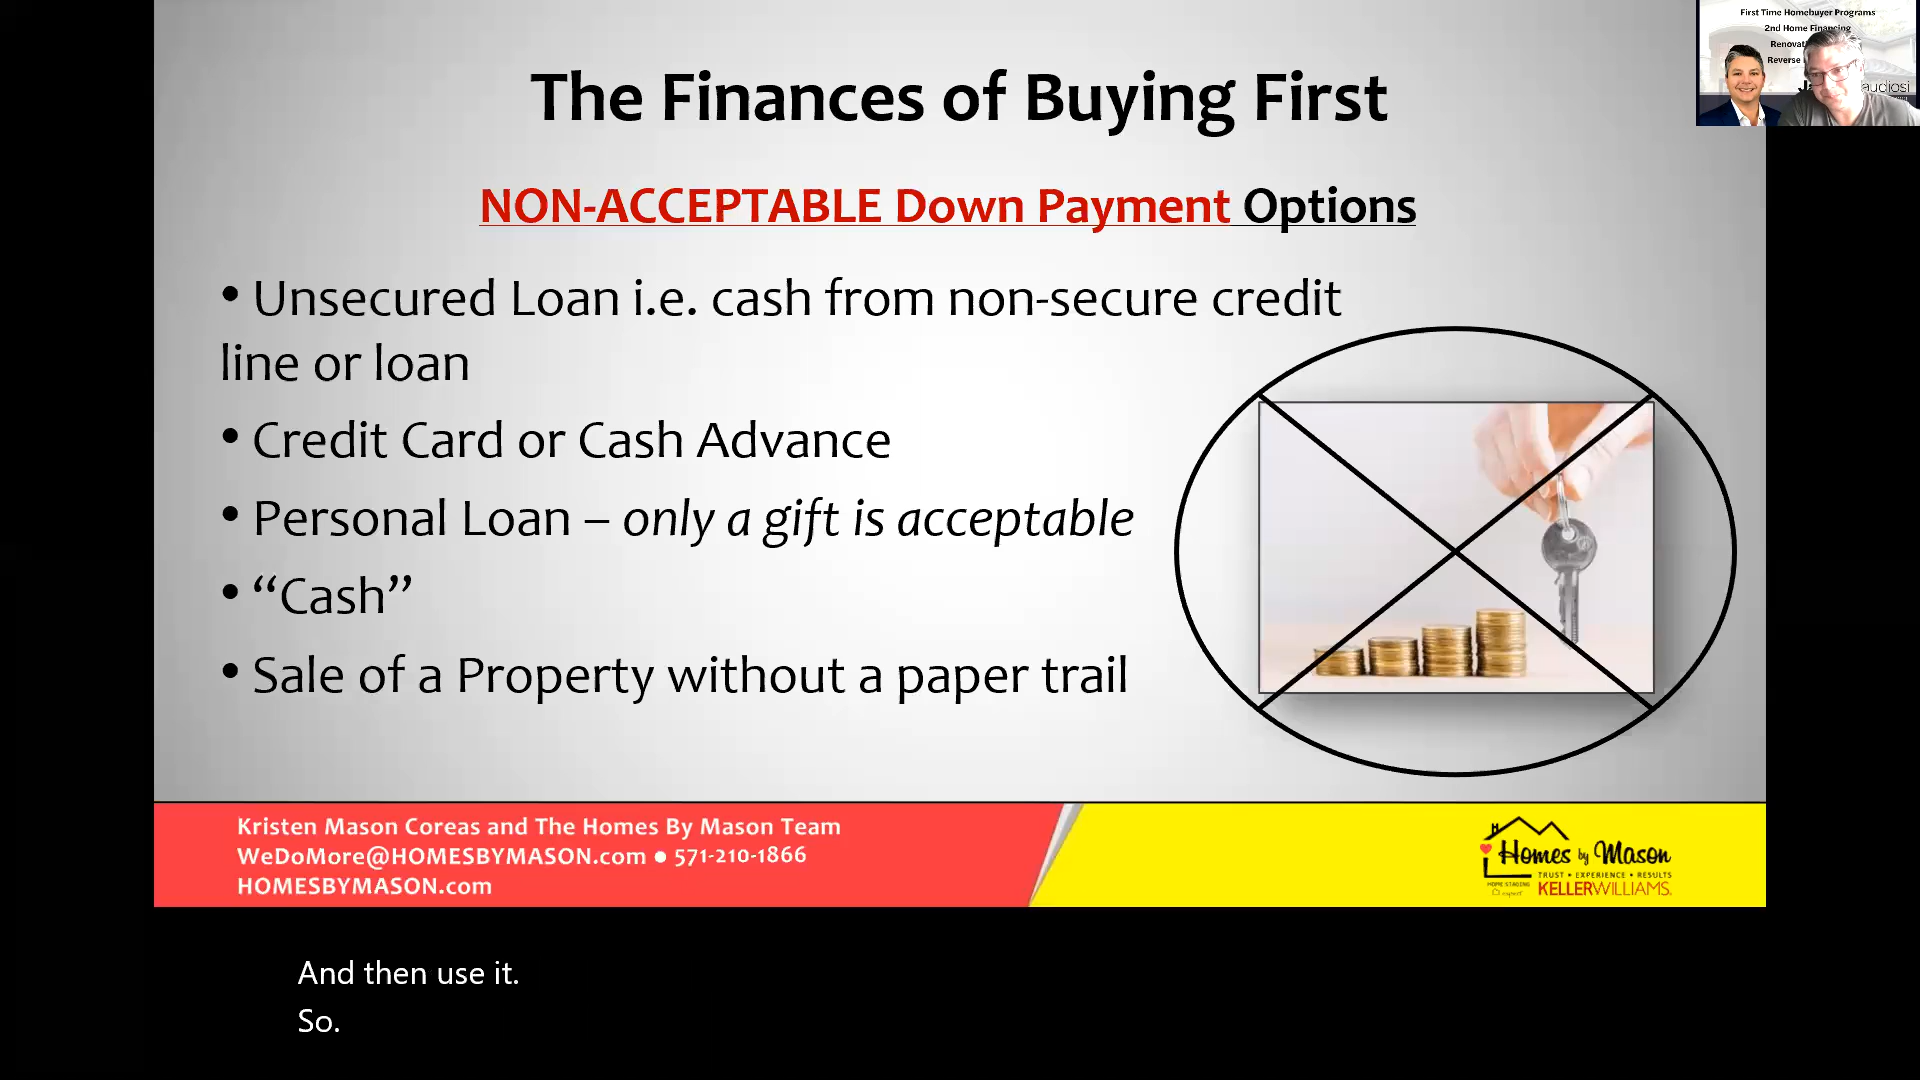 First Time Homebuyer Programs
2nd Home Financing
The Finances of Buying First
NON-ACCEPTABLE Down Payment Options
• Unsecured Loan i.e. cash from non-secure credit
line or loan
• Credit Card or Cash Advance
• Personal Loan – only a gift is acceptable
• “Cash”
• Sale of a Property without a paper trail
Kristen Mason Coreas and The Homes By Mason Team
WeDoMore@HOMESBYMASON.com ● 571-210-1866
HOMESBYMASON.com
Homes by Mason
TRUST • EXPERIENCE • RESULTS
HOME STAGING
expert
KELLERWILLIAMS.
And then use it.
So.